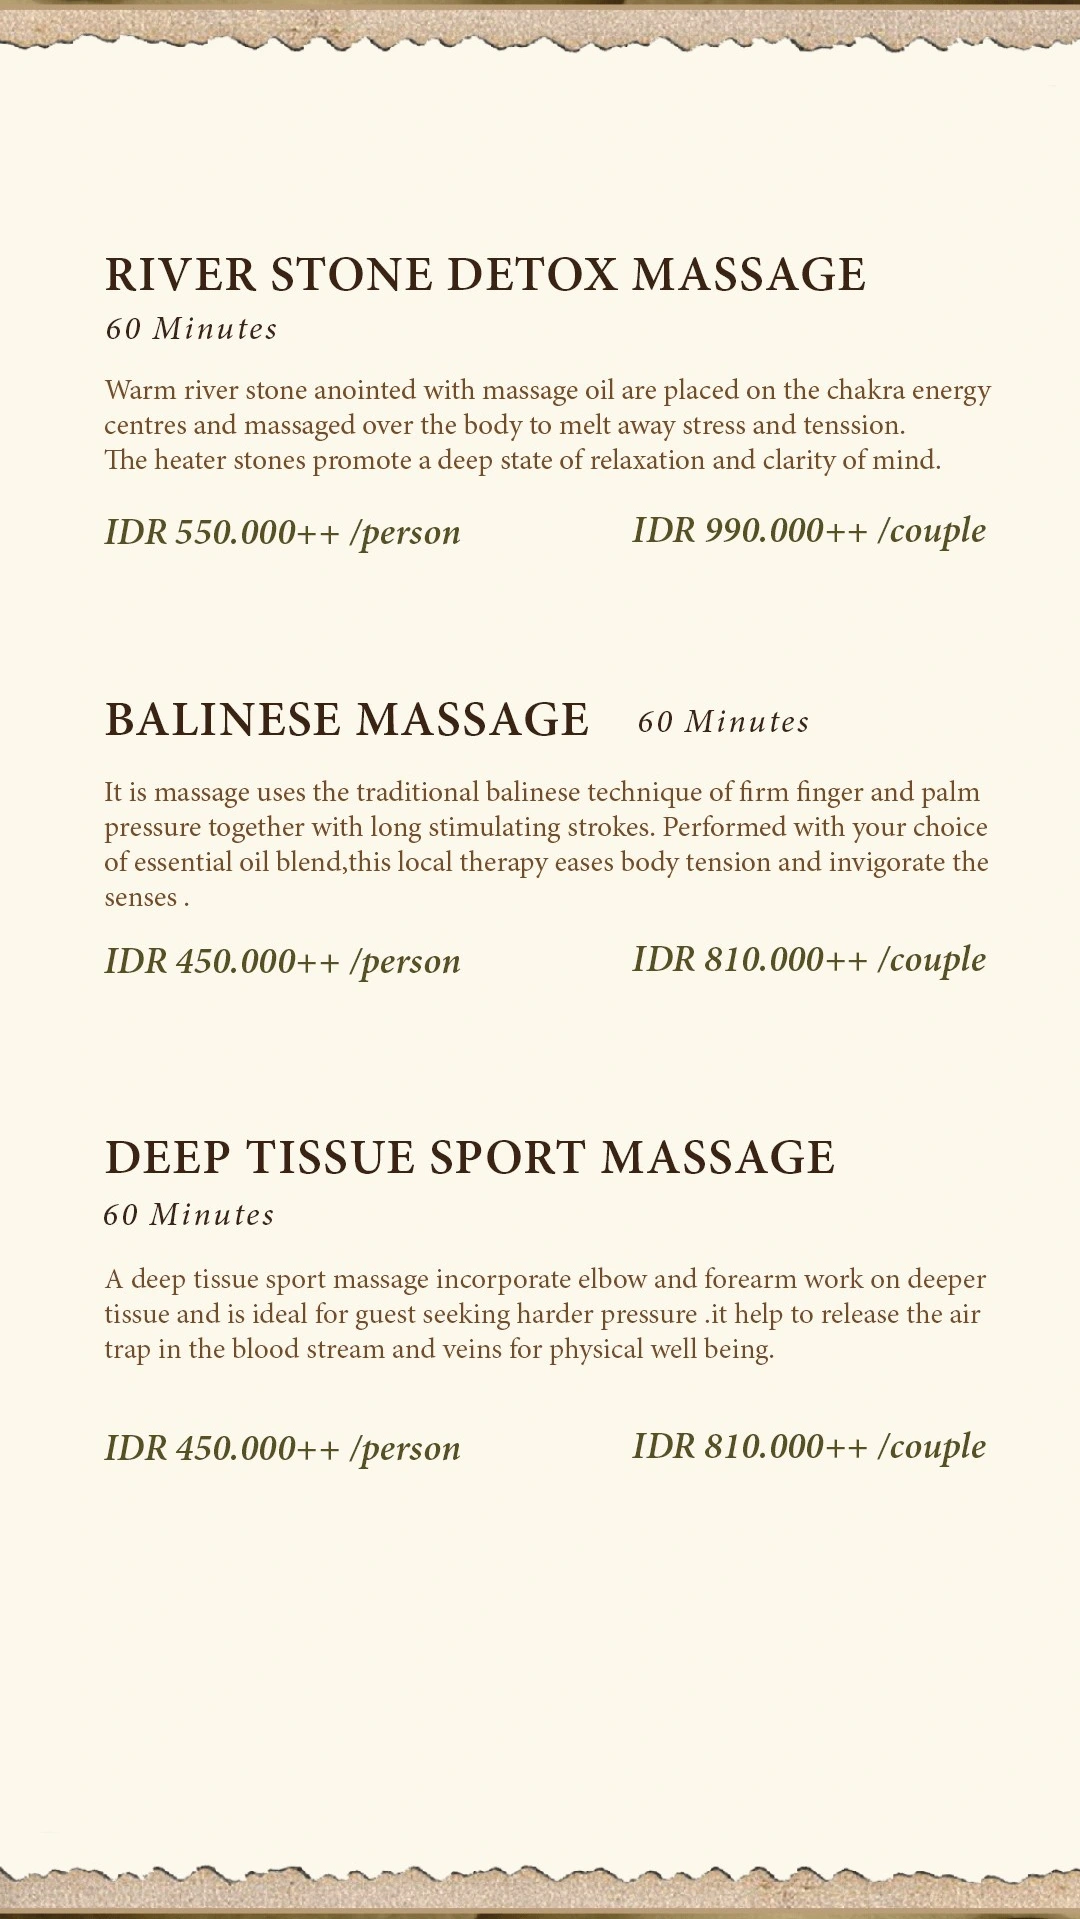 RIVER STONE DETOX MASSAGE
60 Minutes
Warm river stone anointed with massage oil are placed on the chakra energy
centres and massaged over the body to melt away stress and tenssion.
The heater stones promote a deep state of relaxation and clarity of mind.
IDR 550.000++ /person IDR 990.000++ /couple
BALINESE MASSAGE 60 Minutes
It is massage uses the traditional balinese technique of firm finger and palm
pressure together with long stimulating strokes. Performed with your choice
of essential oil blend,this local therapy eases body tension and invigorate the
senses .
IDR 450.000++ /person IDR 810.000++ /couple
DEEP TISSUE SPORT MASSAGE
60 Minutes
A deep tissue sport massage incorporate elbow and forearm work on deeper
tissue and is ideal for guest seeking harder pressure .it help to release the air
trap in the blood stream and veins for physical well being.
IDR 450.000++ /person IDR 810.000++ /couple